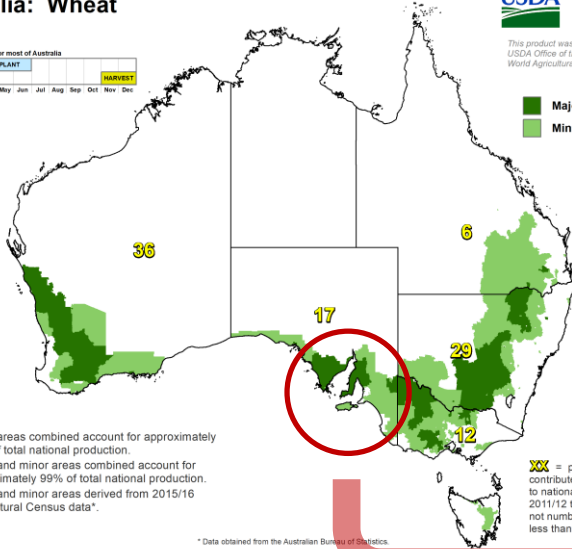 lia: Wheat
USDA
This product was
USDA Office of t
World Agricultura
r most of Australia
PLANT
HARVEST
May Jun Jul Aug Sep Oct Nov Dec
Maj
Min
6
36
17
29
12
areas combined account for approximately
f total national production.
and minor areas combined account for
imately 99% of total national production.
and minor areas derived from 2015/16
tural Census data*.
XX = p
contribute
to nationa
2011/12 t
not numb
less than
* Data obtained from the Australian Bureau of Statistics.